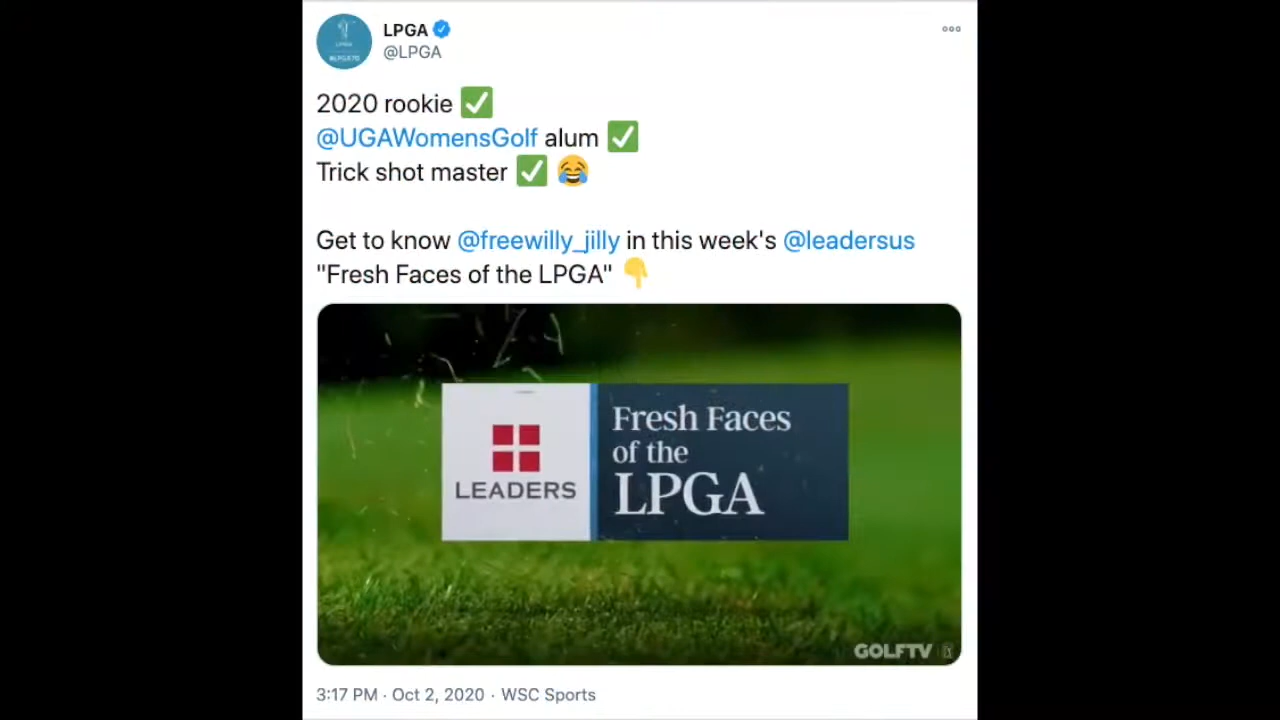 LPGA
@LPGA
2020 rookie ✅
@UGAWomensGolf alum ✅
Trick shot master ✅ 😂
Get to know @freewilly_jilly in this week's @leadersus
"Fresh Faces of the LPGA" 👇
LEADERS
Fresh Faces
of the
LPGA
GOLFTV
3:17 PM · Oct 2, 2020 · WSC Sports